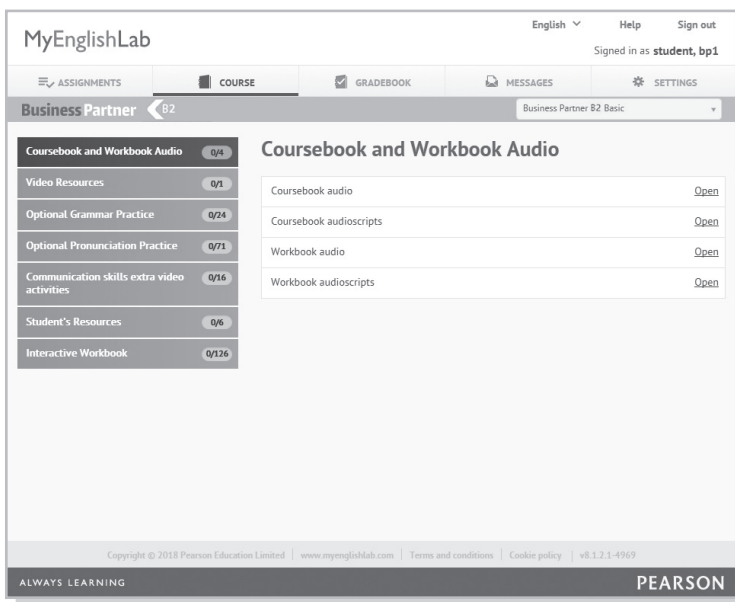 English Help Sign out
MyEnglishLab
Signed in as student, bp1
ASSIGNMENTS COURSE GRADEBOOK MESSAGES SETTINGS
Business Partner B2 Business Partner B2 Basic
Coursebook and Workbook Audio 0/4
Video Resources 0/1
Optional Grammar Practice 0/24
Optional Pronunciation Practice 0/71
Communication skills extra video
activities 0/16
Student's Resources 0/6
Interactive Workbook 0/126
Coursebook and Workbook Audio
Coursebook audio Open
Coursebook audioscripts Open
Workbook audio Open
Workbook audioscripts Open
Copyright © 2018 Pearson Education Limited | www.myenglishlab.com | Terms and conditions | Cookie policy | v8.1.2.1-4969
ALWAYS LEARNING PEARSON